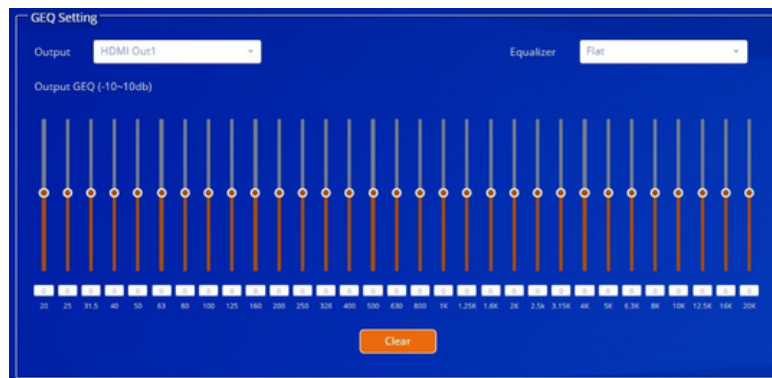 GEQ Setting
Output HDMI Out1 Equalizer Flat
Output GEQ (-10~10db)
0 0 0 0 0 0 0 0 0 0 0 0 0 0 0 0 0 0 0 0 0 0 0 0 0 0 0 0 0 0 0
20 25 31.5 40 50 63 80 100 125 160 200 250 326 400 500 630 800 1K 1.25K 1.6K 2K 2.5k 3.15K 4K 5K 6.3K 8K 10K 12.5K 16K 20K
Clear